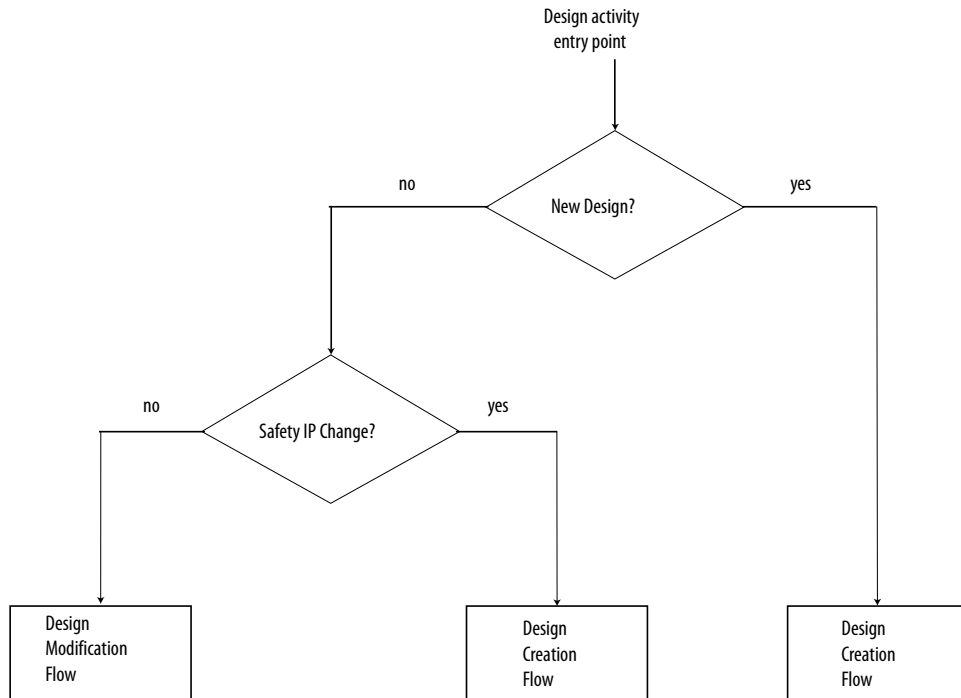 Design activity
entry point
no
yes
New Design?
no
yes
Safety IP Change?
Design
Modification
Flow
Design
Creation
Flow
Design
Creation
Flow